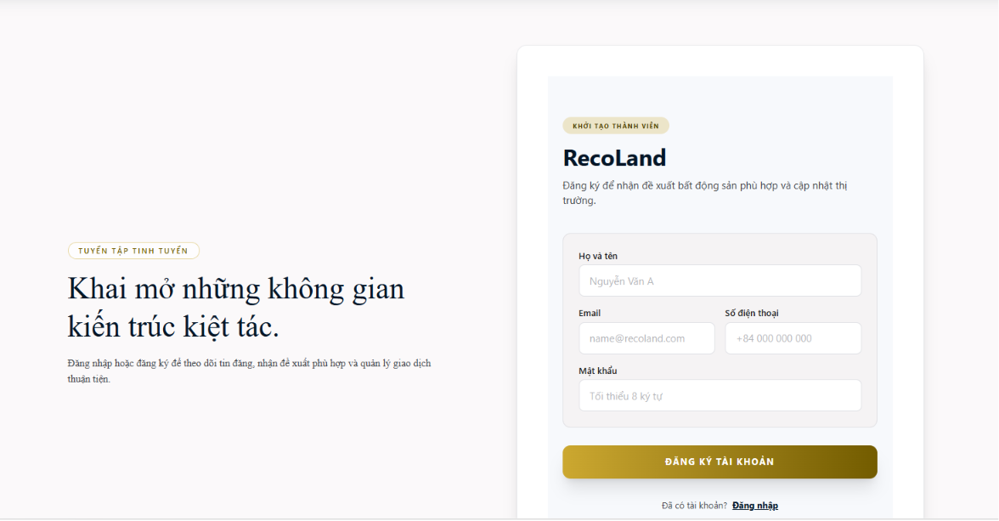 TUYỂN TẬP TINH TUYỂN
Khai mở những không gian
kiến trúc kiệt tác.
Đăng nhập hoặc đăng ký để theo dõi tin đăng, nhận đề xuất phù hợp và quản lý giao dịch
thuận tiện.
KHỞI TẠO THÀNH VIÊN
RecoLand
Đăng ký để nhận đề xuất bất động sản phù hợp và cập nhật thị
trường.
Họ và tên
Nguyễn Văn A
Email
Số điện thoại
name@recoland.com
+84 000 000 000
Mật khẩu
Tối thiểu 8 ký tự
ĐĂNG KÝ TÀI KHOẢN
Đã có tài khoản? Đăng nhập